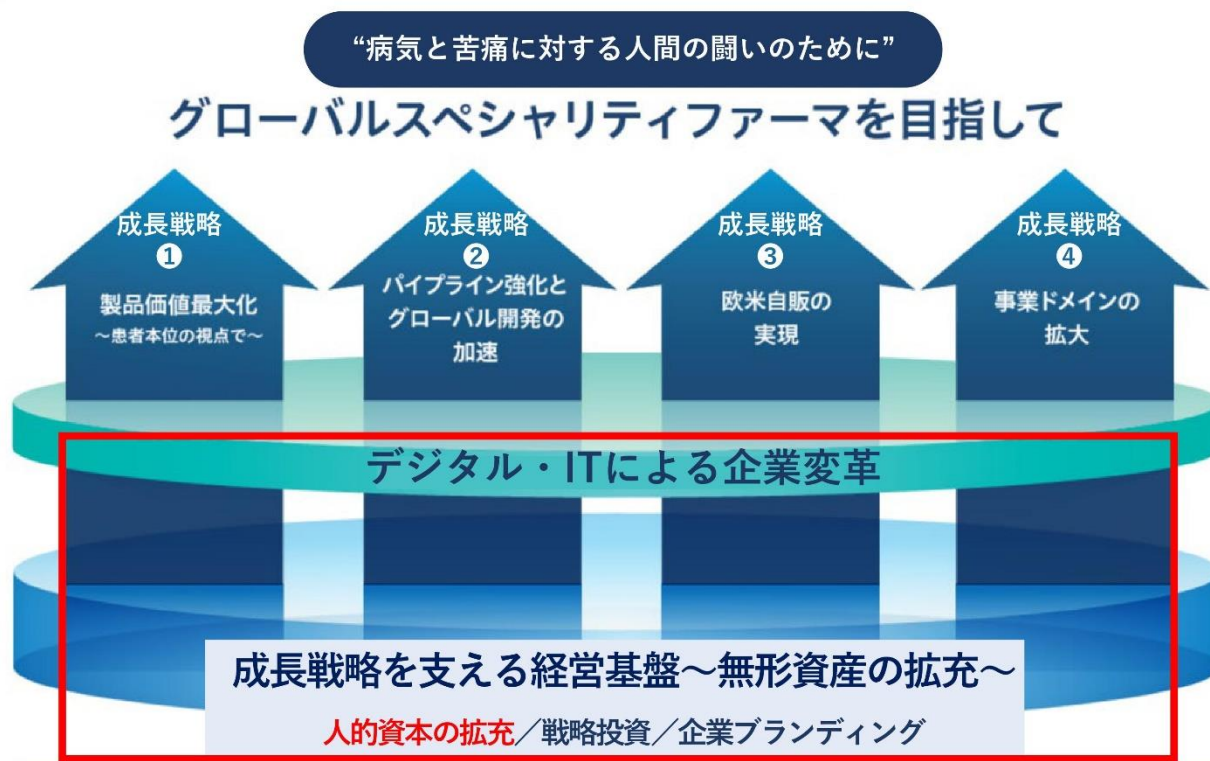 “病気と苦痛に対する人間の闘いのために”
グローバルスペシャリティファーマを目指して
成長戦略
❶
製品価値最大化
~患者本位の視点で~
成長戦略
❷
パイプライン強化と
グローバル開発の
加速
成長戦略
❸
欧米自販の
実現
成長戦略
❹
事業ドメインの
拡大
デジタル・ITによる企業変革
成長戦略を支える経営基盤~無形資産の拡充~
人的資本の拡充/戦略投資/企業ブランディング